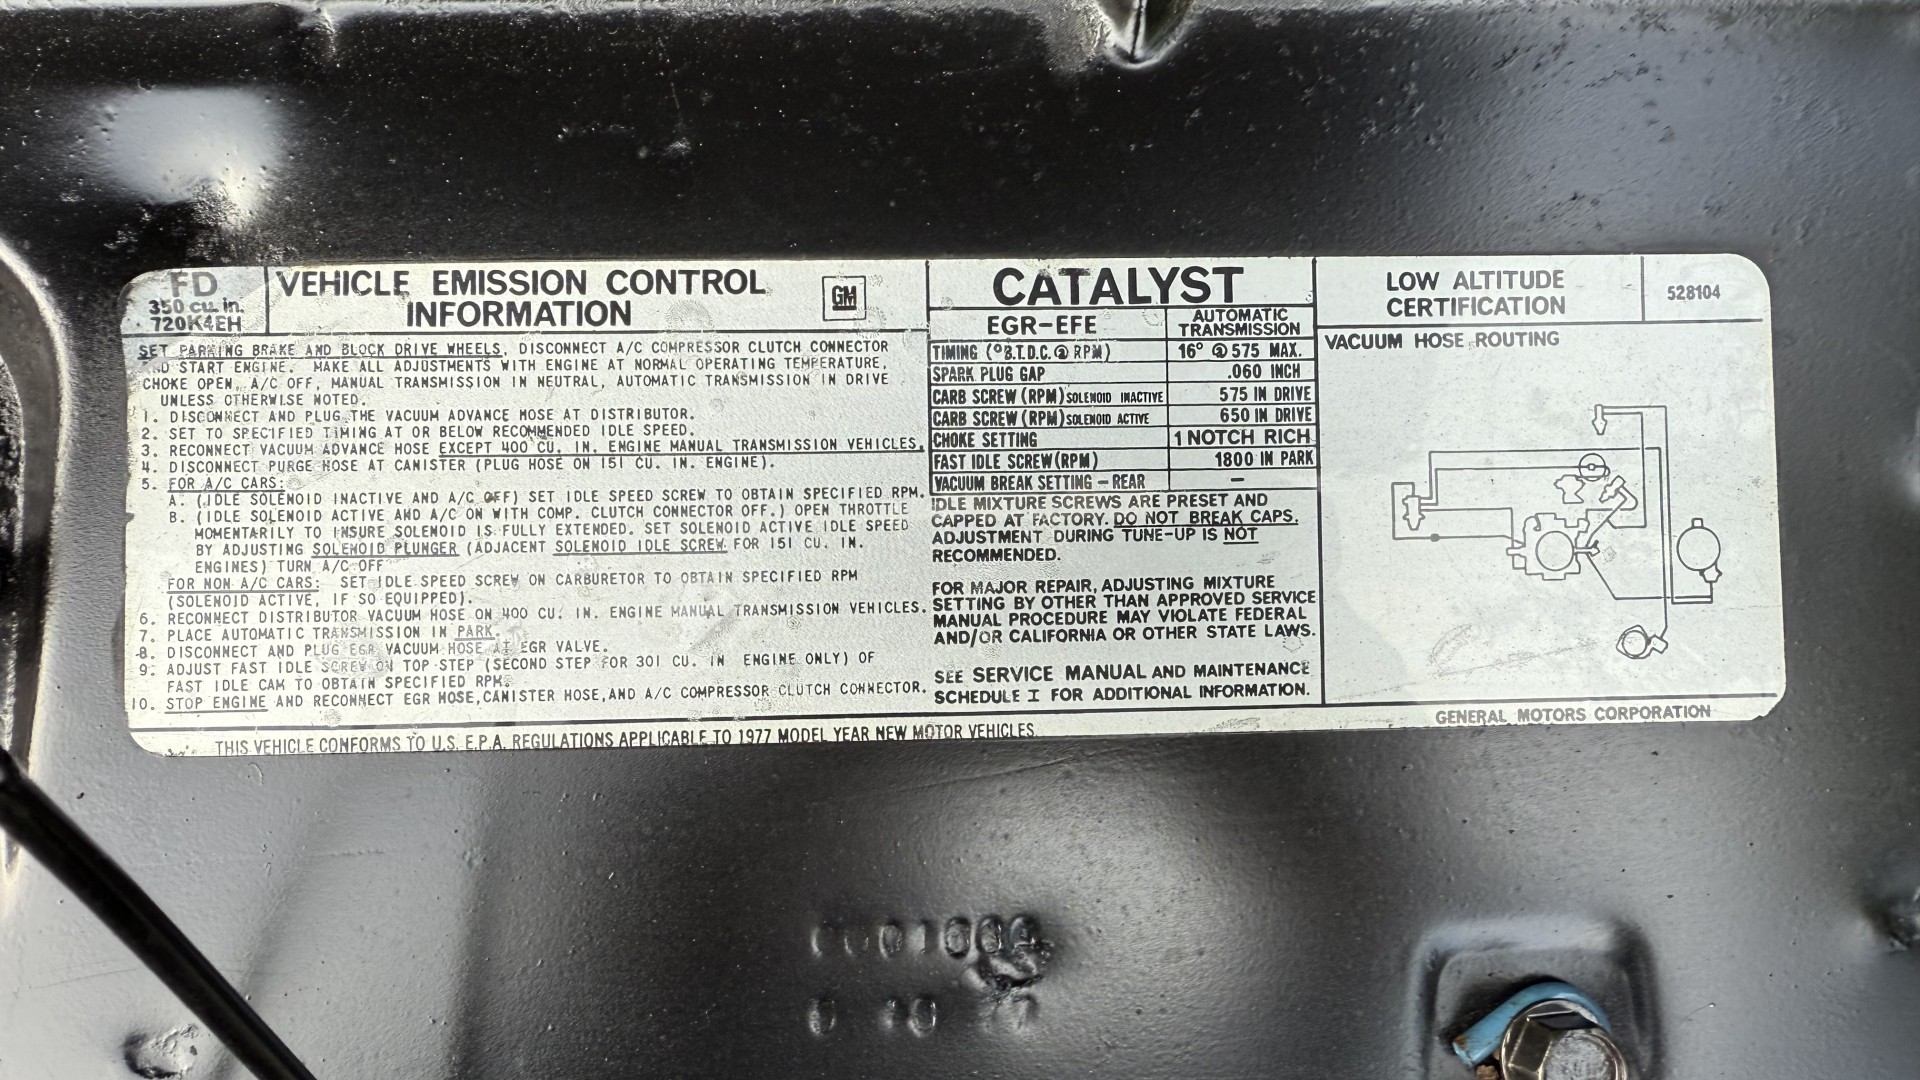 FD
350 cu. in.
720K4EH
VEHICLE EMISSION CONTROL
INFORMATION
GM
SET PARKING BRAKE AND BLOCK DRIVE WHEELS, DISCONNECT A/C COMPRESSOR CLUTCH CONNECTOR
AND START ENGINE. MAKE ALL ADJUSTMENTS WITH ENGINE AT NORMAL OPERATING TEMPERATURE,
CHOKE OPEN, A/C OFF, MANUAL TRANSMISSION IN NEUTRAL, AUTOMATIC TRANSMISSION IN DRIVE
UNLESS OTHERWISE NOTED.
1. DISCONNECT AND PLUG THE VACUUM ADVANCE HOSE AT DISTRIBUTOR.
2. SET TO SPECIFIED TIMING AT OR BELOW RECOMMENDED IDLE SPEED.
3. RECONNECT VACUUM ADVANCE HOSE EXCEPT 400 CU. IN. ENGINE MANUAL TRANSMISSION VEHICLES.
4. DISCONNECT PURGE HOSE AT CANISTER (PLUG HOSE ON 151 CU. IN. ENGINE).
5. FOR A/C CARS:
A. (IDLE SOLENOID INACTIVE AND A/C OFF) SET IDLE SPEED SCREW TO OBTAIN SPECIFIED RPM.
B. (IDLE SOLENOID ACTIVE AND A/C ON WITH COMP. CLUTCH CONNECTOR OFF.) OPEN THROTTLE
MOMENTARILY TO INSURE SOLENOID IS FULLY EXTENDED. SET SOLENOID ACTIVE IDLE SPEED
BY ADJUSTING SOLENOID PLUNGER (ADJACENT SOLENOID IDLE SCREW FOR 151 CU. IN.
ENGINES) TURN A/C OFF
FOR NON A/C CARS: SET IDLE SPEED SCREW ON CARBURETOR TO OBTAIN SPECIFIED RPM
(SOLENOID ACTIVE, IF SO EQUIPPED).
6. RECONNECT DISTRIBUTOR VACUUM HOSE ON 400 CU. IN. ENGINE MANUAL TRANSMISSION VEHICLES.
7. PLACE AUTOMATIC TRANSMISSION IN PARK.
8. DISCONNECT AND PLUG EGR VACUUM HOSE AT EGR VALVE.
9. ADJUST FAST IDLE SCREW ON TOP STEP (SECOND STEP FOR 301 CU. IN ENGINE ONLY) OF
FAST IDLE CAM TO OBTAIN SPECIFIED RPM.
10. STOP ENGINE AND RECONNECT EGR HOSE, CANISTER HOSE, AND A/C COMPRESSOR CLUTCH CONNECTOR.
CATALYST
EGR-EFE AUTOMATIC TRANSMISSION
TIMING (°B.T.D.C. @ RPM) 16° @ 575 MAX.
SPARK PLUG GAP .060 INCH
CARB SCREW (RPM) SOLENOID INACTIVE 575 IN DRIVE
CARB SCREW (RPM) SOLENOID ACTIVE 650 IN DRIVE
CHOKE SETTING 1 NOTCH RICH
FAST IDLE SCREW (RPM) 1800 IN PARK
VACUUM BREAK SETTING - REAR -
IDLE MIXTURE SCREWS ARE PRESET AND
CAPPED AT FACTORY. DO NOT BREAK CAPS.
ADJUSTMENT DURING TUNE-UP IS NOT
RECOMMENDED.
FOR MAJOR REPAIR, ADJUSTING MIXTURE
SETTING BY OTHER THAN APPROVED SERVICE
MANUAL PROCEDURE MAY VIOLATE FEDERAL
AND/OR CALIFORNIA OR OTHER STATE LAWS.
SEE SERVICE MANUAL AND MAINTENANCE
SCHEDULE I FOR ADDITIONAL INFORMATION.
LOW ALTITUDE
CERTIFICATION
528104
VACUUM HOSE ROUTING
GENERAL MOTORS CORPORATION
THIS VEHICLE CONFORMS TO U.S. E.P.A. REGULATIONS APPLICABLE TO 1977 MODEL YEAR NEW MOTOR VEHICLES